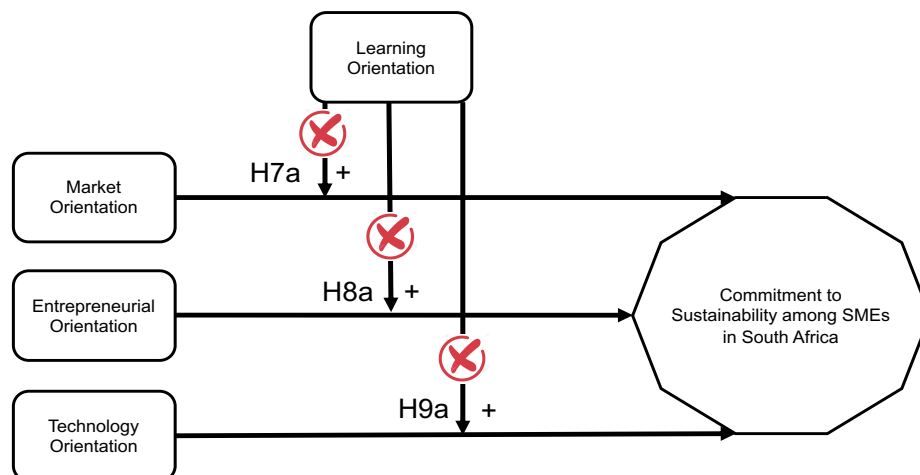 Learning
Orientation
H7a +
Market
Orientation
H8a +
Entrepreneurial
Orientation
Commitment to
Sustainability among SMEs
in South Africa
H9a +
Technology
Orientation